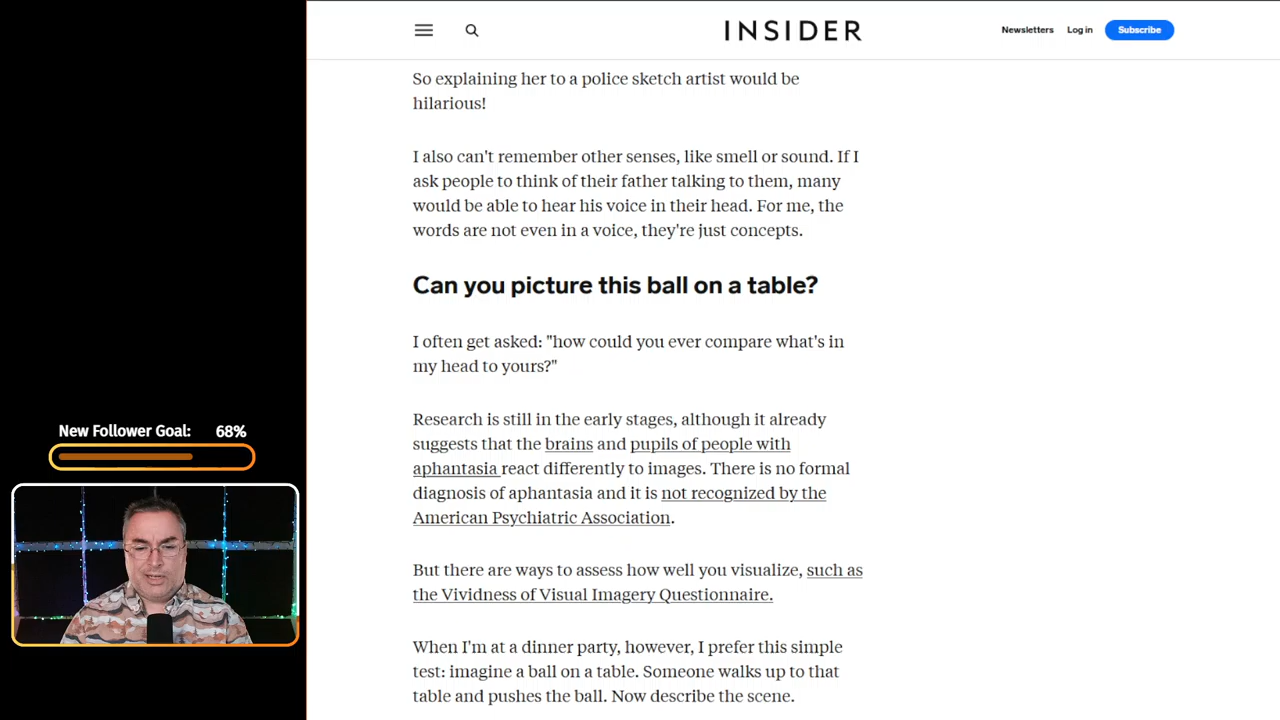 INSIDER
Newsletters
Log in
Subscribe
So explaining her to a police sketch artist would be
hilarious!
I also can't remember other senses, like smell or sound. If I
ask people to think of their father talking to them, many
would be able to hear his voice in their head. For me, the
words are not even in a voice, they're just concepts.
Can you picture this ball on a table?
I often get asked: "how could you ever compare what's in
my head to yours?"
Research is still in the early stages, although it already
suggests that the brains and pupils of people with
aphantasia react differently to images. There is no formal
diagnosis of aphantasia and it is not recognized by the
American Psychiatric Association.
But there are ways to assess how well you visualize, such as
the Vividness of Visual Imagery Questionnaire.
When I'm at a dinner party, however, I prefer this simple
test: imagine a ball on a table. Someone walks up to that
table and pushes the ball. Now describe the scene.
New Follower Goal: 68%